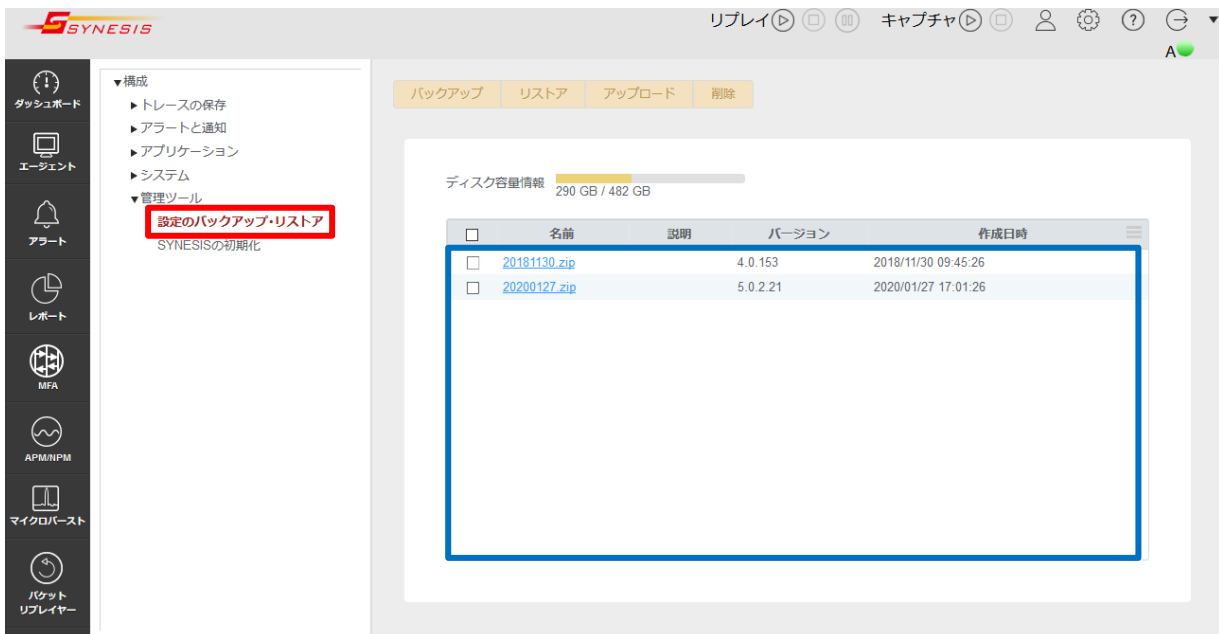 SYNESIS
リプレイ キャプチャ
A
ダッシュボード
エージェント
アラート
レポート
MFA
APM/NPM
マイクロバースト
パケット
リプレイヤー
▼構成
▶トレースの保存
▶アラートと通知
▶アプリケーション
▶システム
▼管理ツール
設定のバックアップ・リストア
SYNESISの初期化
バックアップ リストア アップロード 削除
ディスク容量情報
290 GB / 482 GB
名前 説明 バージョン 作成日時
20181130.zip 4.0.153 2018/11/30 09:45:26
20200127.zip 5.0.2.21 2020/01/27 17:01:26